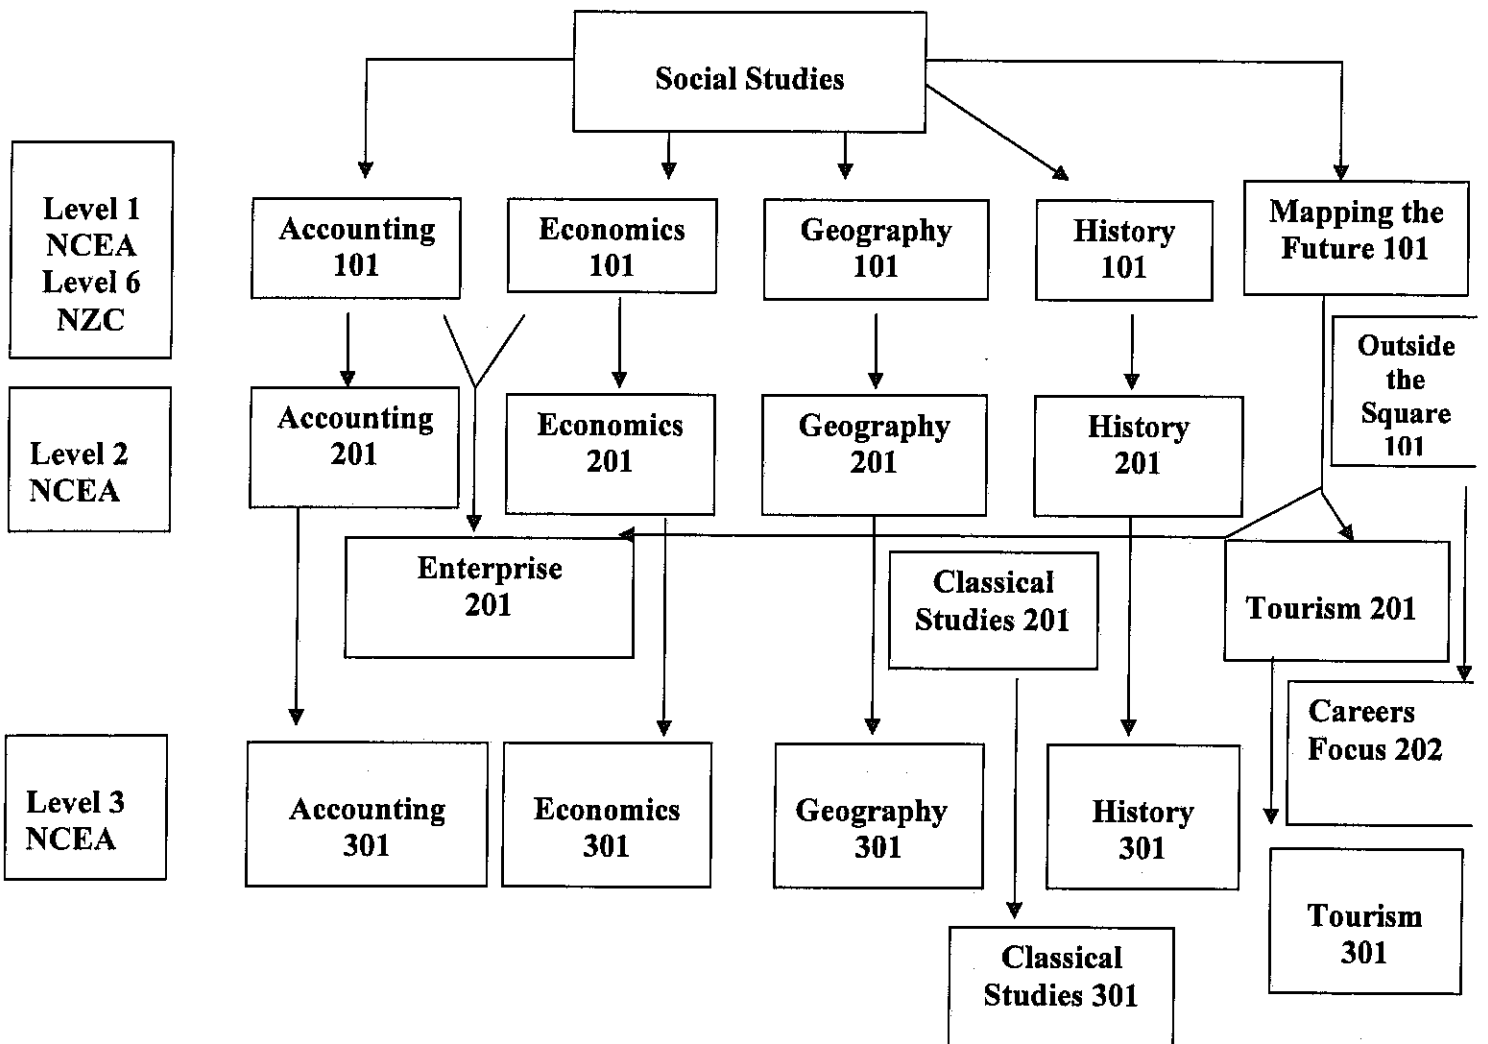 Social Studies
Level 1
NCEA
Level 6
NZC
Accounting
101
Economics
101
Geography
101
History
101
Mapping the
Future 101
Outside
the
Square
101
Level 2
NCEA
Accounting
201
Economics
201
Geography
201
History
201
Enterprise
201
Classical
Studies 201
Tourism 201
Careers
Focus 202
Level 3
NCEA
Accounting
301
Economics
301
Geography
301
History
301
Tourism
301
Classical
Studies 301